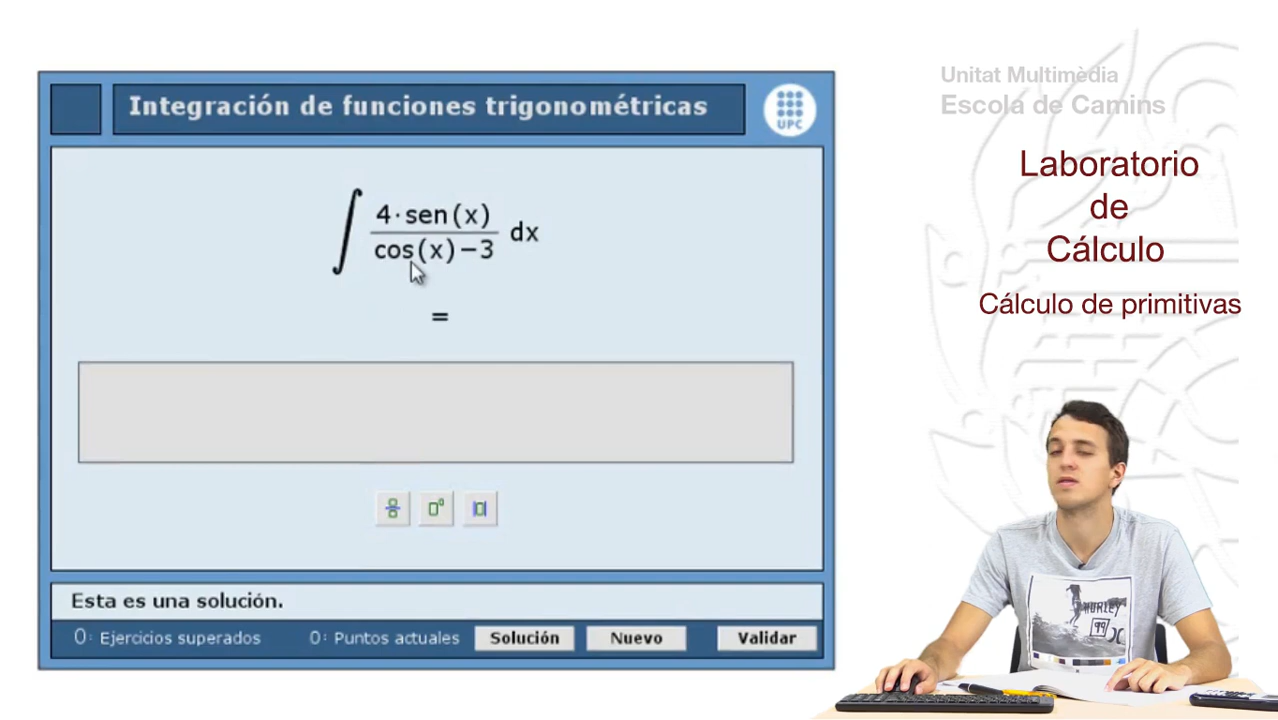 Unitat Multimèdia
Escola de Camins
Laboratorio
de
Cálculo
Cálculo de primitivas
Integración de funciones trigonométricas
UPC
∫ 4·sen(x) / cos(x)−3 dx
=
Esta es una solución.
0: Ejercicios superados
0: Puntos actuales
Solución
Nuevo
Validar
HURLEY
99